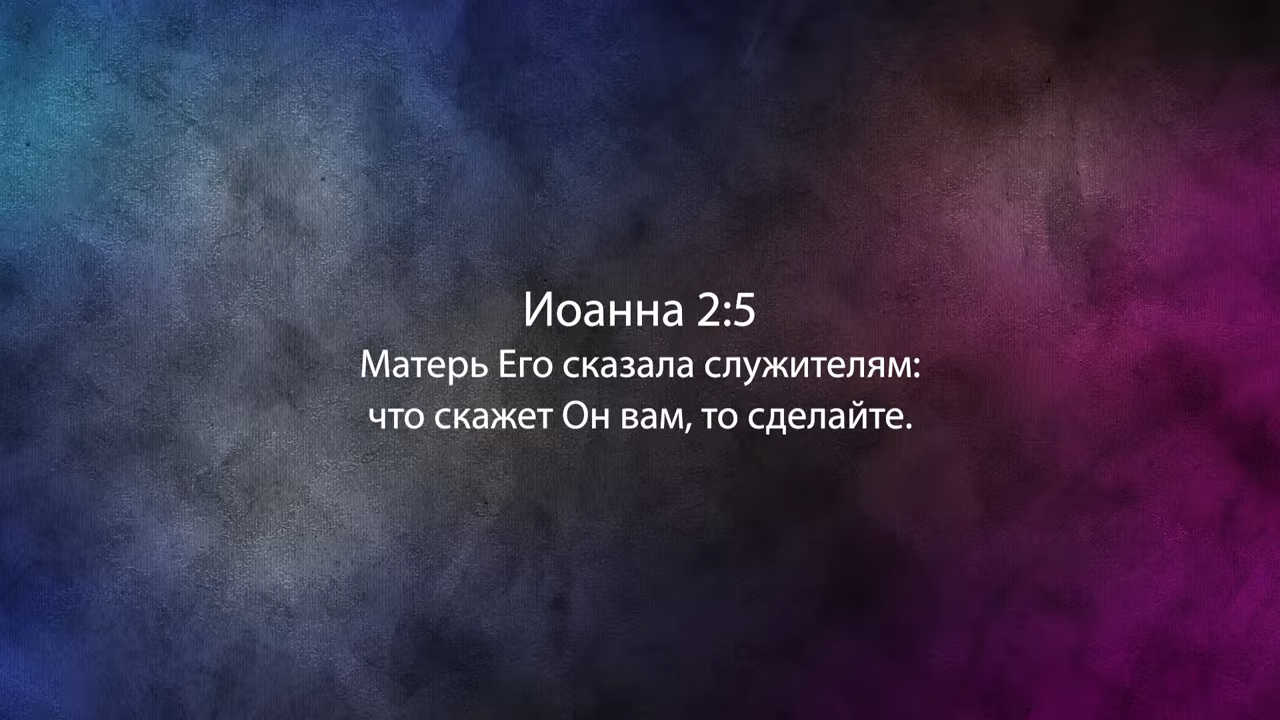 Иоанна 2:5
Матерь Его сказала служителям:
что скажет Он вам, то сделайте.